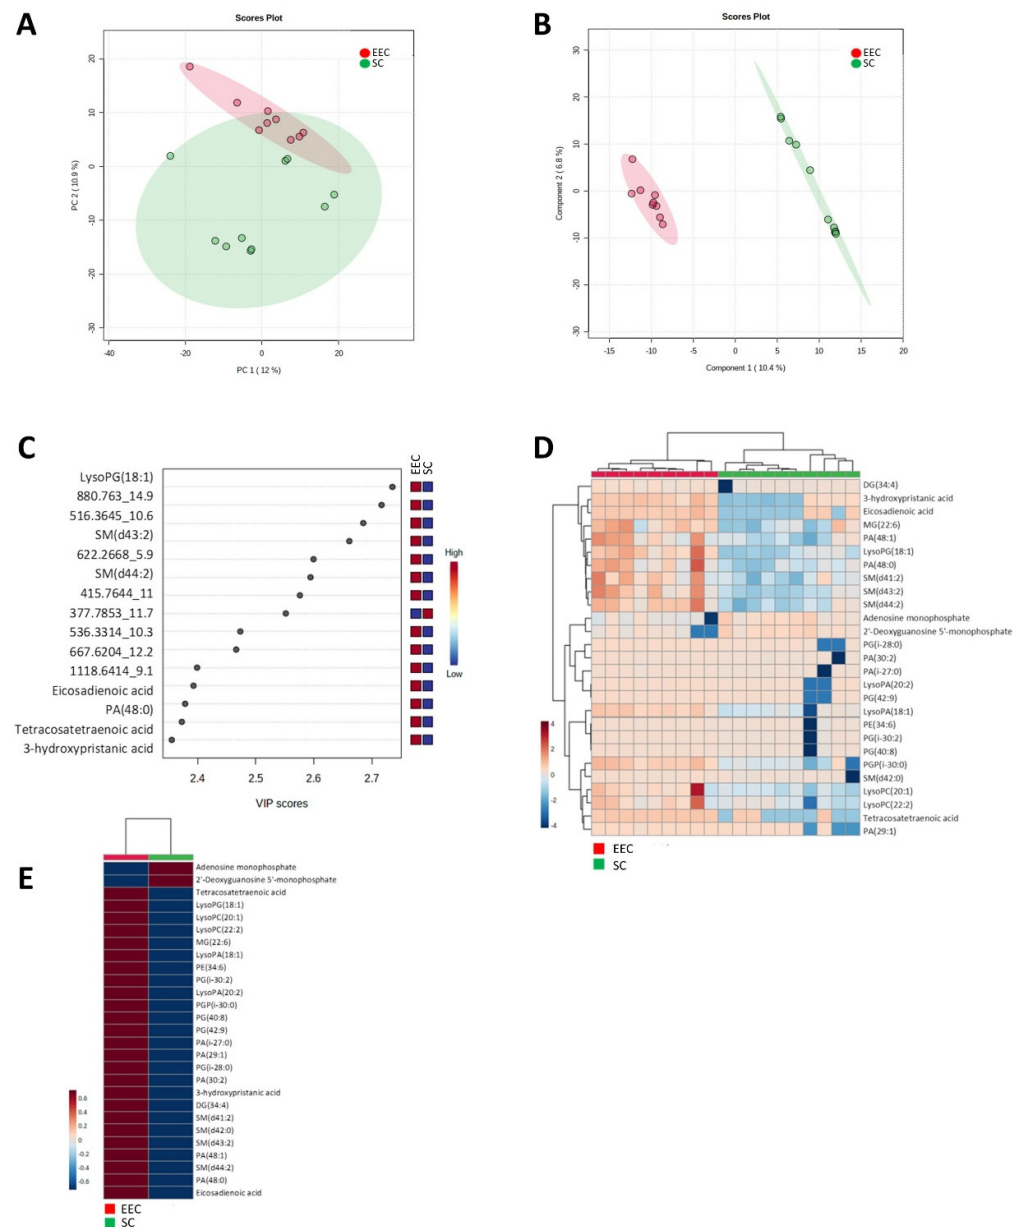 A
Scores Plot
EEC
SC
PC 2 ( 10.9 %)
20
10
0
-10
-20
-30
-40
-20
0
20
PC 1 ( 12 %)
B
Scores Plot
EEC
SC
Component 2 ( 6.8 %)
30
20
10
0
-10
-20
-30
-15
-10
-5
0
5
10
15
20
Component 1 ( 10.4 %)
C
EEC
SC
LysoPG(18:1)
880.763_14.9
516.3645_10.6
SM(d43:2)
622.2668_5.9
SM(d44:2)
415.7644_11
377.7853_11.7
536.3314_10.3
667.6204_12.2
1118.6414_9.1
Eicosadienoic acid
PA(48:0)
Tetracosatetraenoic acid
3-hydroxypristanic acid
High
Low
2.4
2.5
2.6
2.7
VIP scores
D
DG(34:4)
3-hydroxypristanic acid
Eicosadienoic acid
MG(22:6)
PA(48:1)
LysoPG(18:1)
PA(48:0)
SM(d41:2)
SM(d43:2)
SM(d44:2)
Adenosine monophosphate
2'-Deoxyguanosine 5'-monophosphate
PG(i-28:0)
PA(30:2)
PA(i-27:0)
LysoPA(20:2)
PG(42:9)
LysoPA(18:1)
PE(34:6)
PG(i-30:2)
PG(40:8)
PGP(i-30:0)
SM(d42:0)
LysoPC(20:1)
LysoPC(22:2)
Tetracosatetraenoic acid
PA(29:1)
4
2
0
-2
-4
EEC
SC
E
Adenosine monophosphate
2'-Deoxyguanosine 5'-monophosphate
Tetracosatetraenoic acid
LysoPG(18:1)
LysoPC(20:1)
LysoPC(22:2)
MG(22:6)
LysoPA(18:1)
PE(34:6)
PG(i-30:2)
LysoPA(20:2)
PGP(i-30:0)
PG(40:8)
PG(42:9)
PA(i-27:0)
PA(29:1)
PG(i-28:0)
PA(30:2)
3-hydroxypristanic acid
DG(34:4)
SM(d41:2)
SM(d42:0)
SM(d43:2)
PA(48:1)
SM(d44:2)
PA(48:0)
Eicosadienoic acid
0.6
0.4
0.2
0
-0.2
-0.4
-0.6
EEC
SC